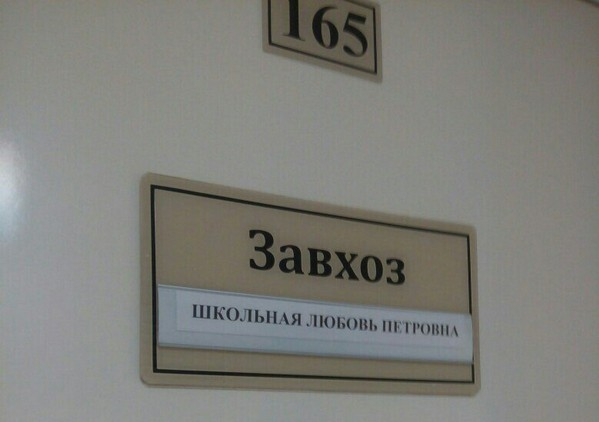 165
Завхоз
ШКОЛЬНАЯ ЛЮБОВЬ ПЕТРОВНА